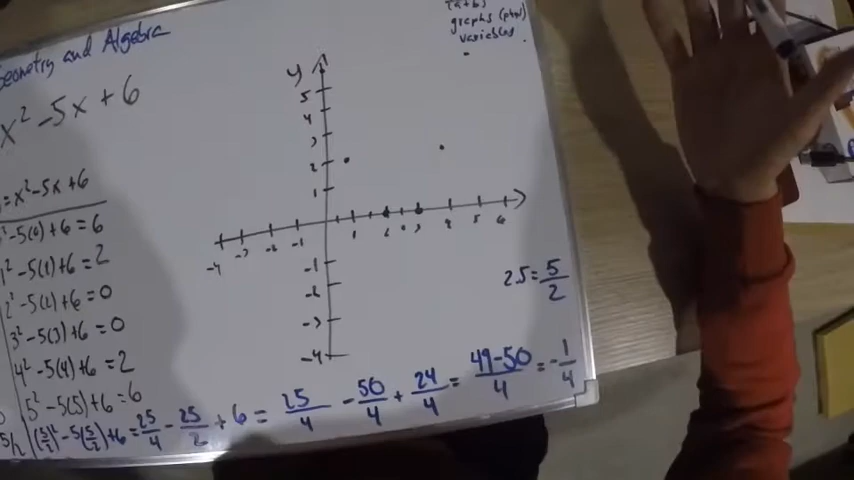 Geometry and Algebra
graphs (plot)
variables
x² - 5x + 6
= x² - 5x + 6
² - 5(0) + 6 = 6
1² - 5(1) + 6 = 2
2² - 5(2) + 6 = 0
3² - 5(3) + 6 = 0
4² - 5(4) + 6 = 2
5² - 5(5) + 6 = 6
(5/2)² - 5(5/2) + 6 = 25/4 - 25/2 + 6 = 25/4 - 50/4 + 24/4 = 49-50/4 = -1/4
2.5 = 5/2
y
5
4
3
2
1
-4 -3 -2 -1 1 2 3 4 5 6
-1
-2
-3
-4